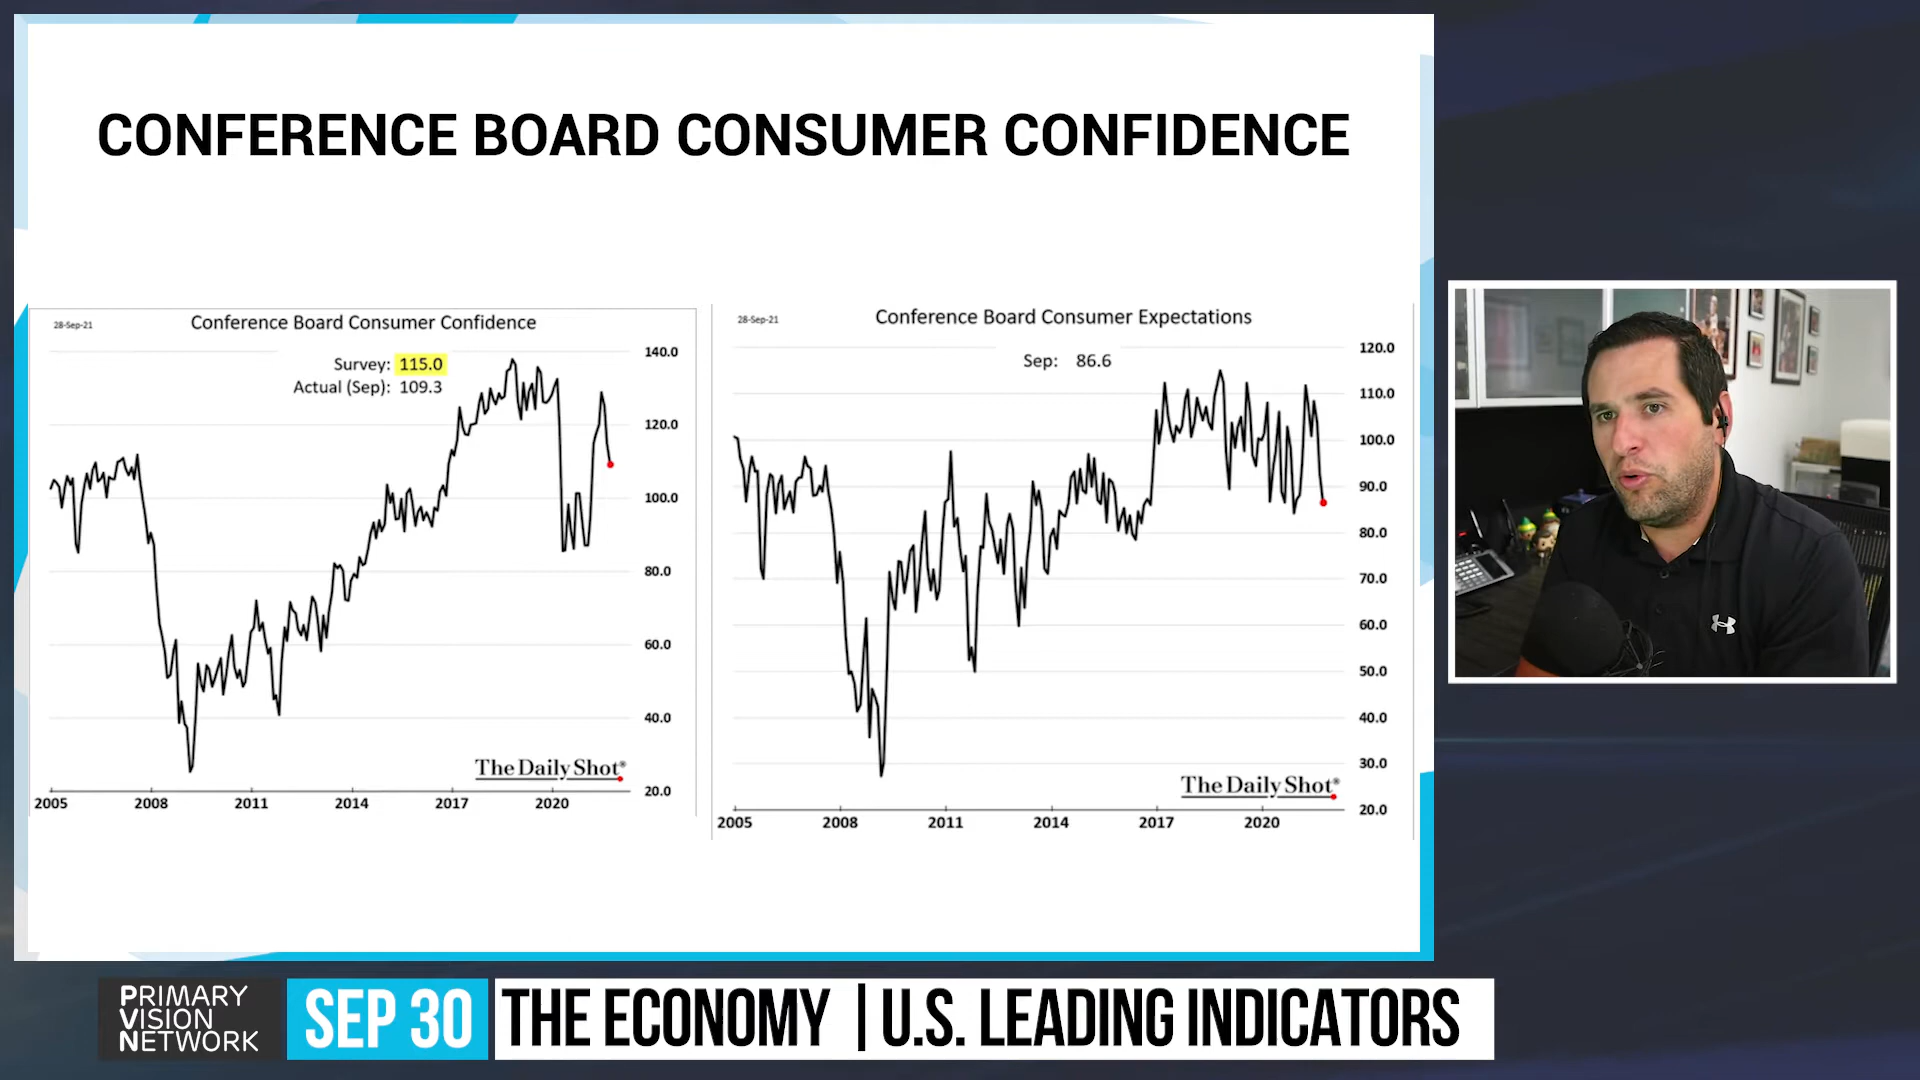 CONFERENCE BOARD CONSUMER CONFIDENCE
28-Sep-21
Conference Board Consumer Confidence
Survey: 115.0
Actual (Sep): 109.3
140.0
120.0
100.0
80.0
60.0
40.0
20.0
The Daily Shot®
2005 2008 2011 2014 2017 2020
28-Sep-21
Conference Board Consumer Expectations
Sep: 86.6
120.0
110.0
100.0
90.0
80.0
70.0
60.0
50.0
40.0
30.0
20.0
The Daily Shot®
2005 2008 2011 2014 2017 2020
PRIMARY
VISION
NETWORK
SEP 30
THE ECONOMY | U.S. LEADING INDICATORS